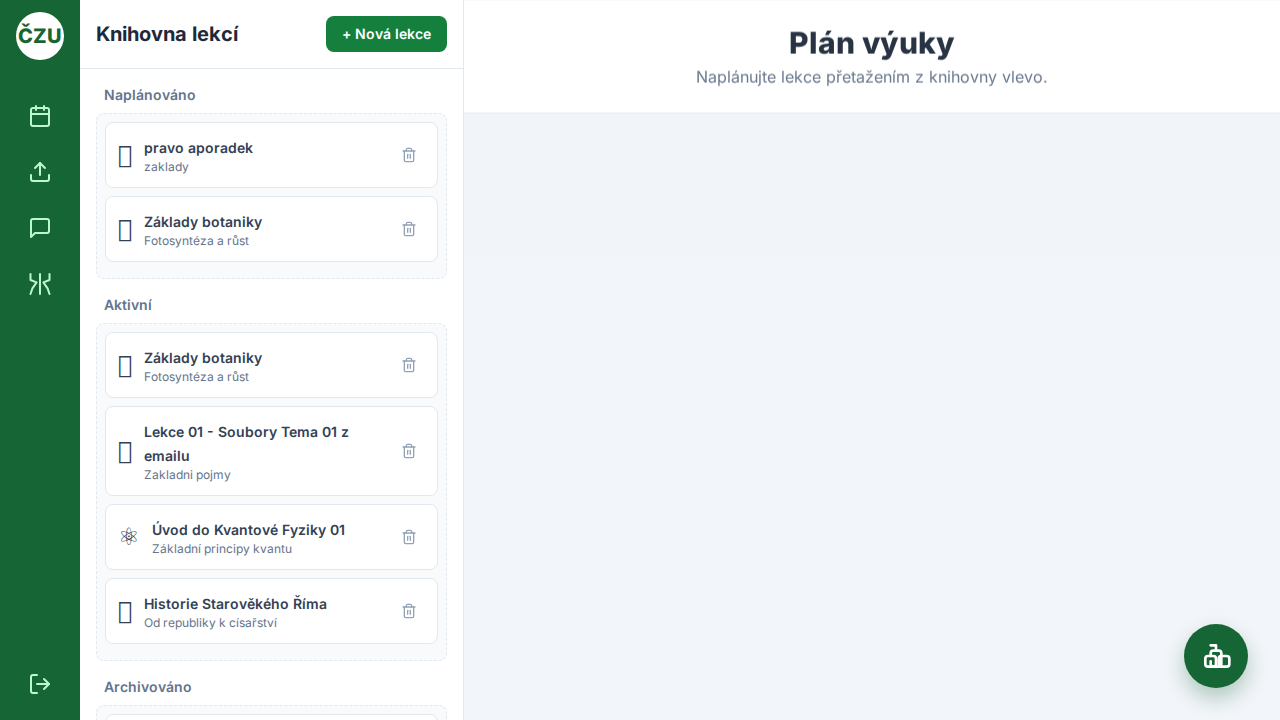 ČZU
Knihovna lekcí
+ Nová lekce
Naplánováno
pravo aporadek
zaklady
Základy botaniky
Fotosyntéza a růst
Aktivní
Základy botaniky
Fotosyntéza a růst
Lekce 01 - Soubory Tema 01 z
emailu
Zakladni pojmy
Úvod do Kvantové Fyziky 01
Základní principy kvantu
Historie Starověkého Říma
Od republiky k císařství
Archivováno
Plán výuky
Naplánujte lekce přetažením z knihovny vlevo.